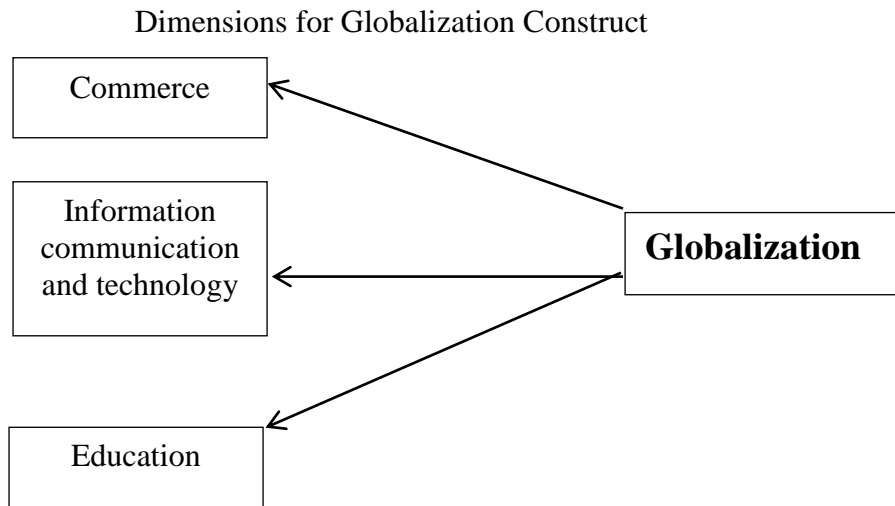 Dimensions for Globalization Construct
Commerce
Information
communication
and technology
Globalization
Education